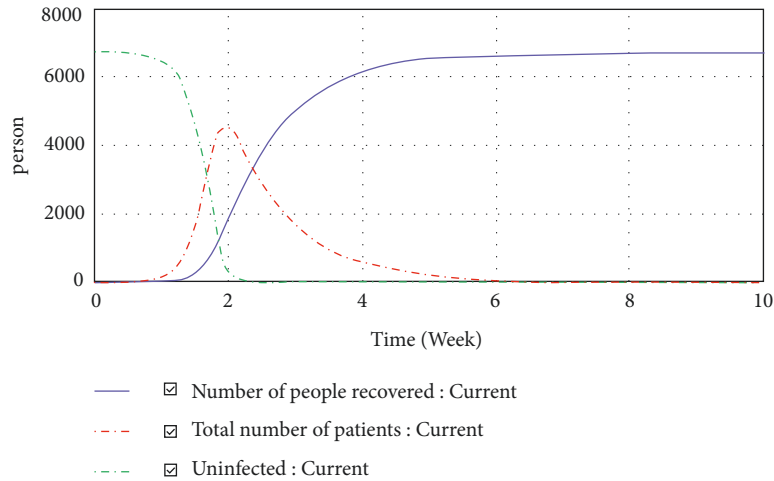 8000
6000
4000
2000
0
person
0 2 4 6 8 10
Time (Week)
Number of people recovered : Current
Total number of patients : Current
Uninfected : Current